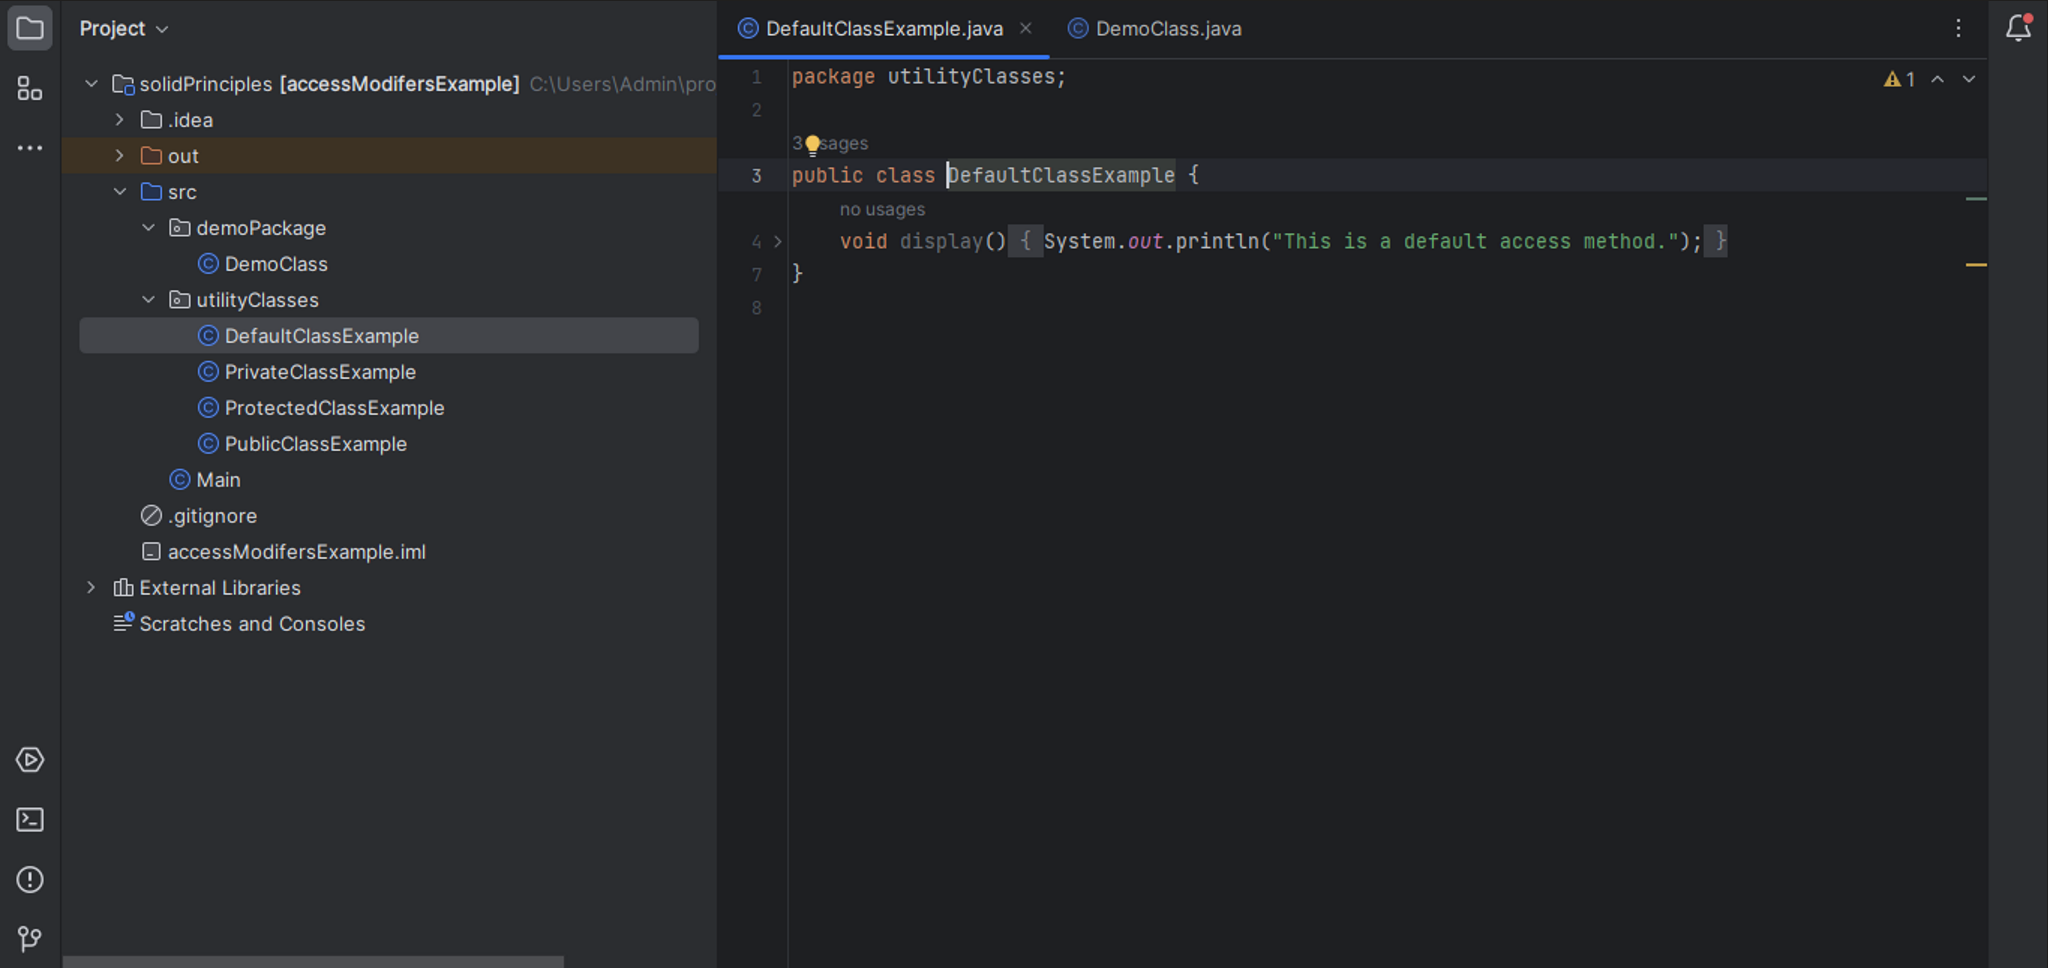 Project
solidPrinciples [accessModifersExample] C:\Users\Admin\pro
.idea
out
src
demoPackage
DemoClass
utilityClasses
DefaultClassExample
PrivateClassExample
ProtectedClassExample
PublicClassExample
Main
.gitignore
accessModifersExample.iml
External Libraries
Scratches and Consoles
DefaultClassExample.java
DemoClass.java
1 package utilityClasses;
1
2
3 sages
3 public class DefaultClassExample {
no usages
4 void display() { System.out.println("This is a default access method."); }
7 }
8